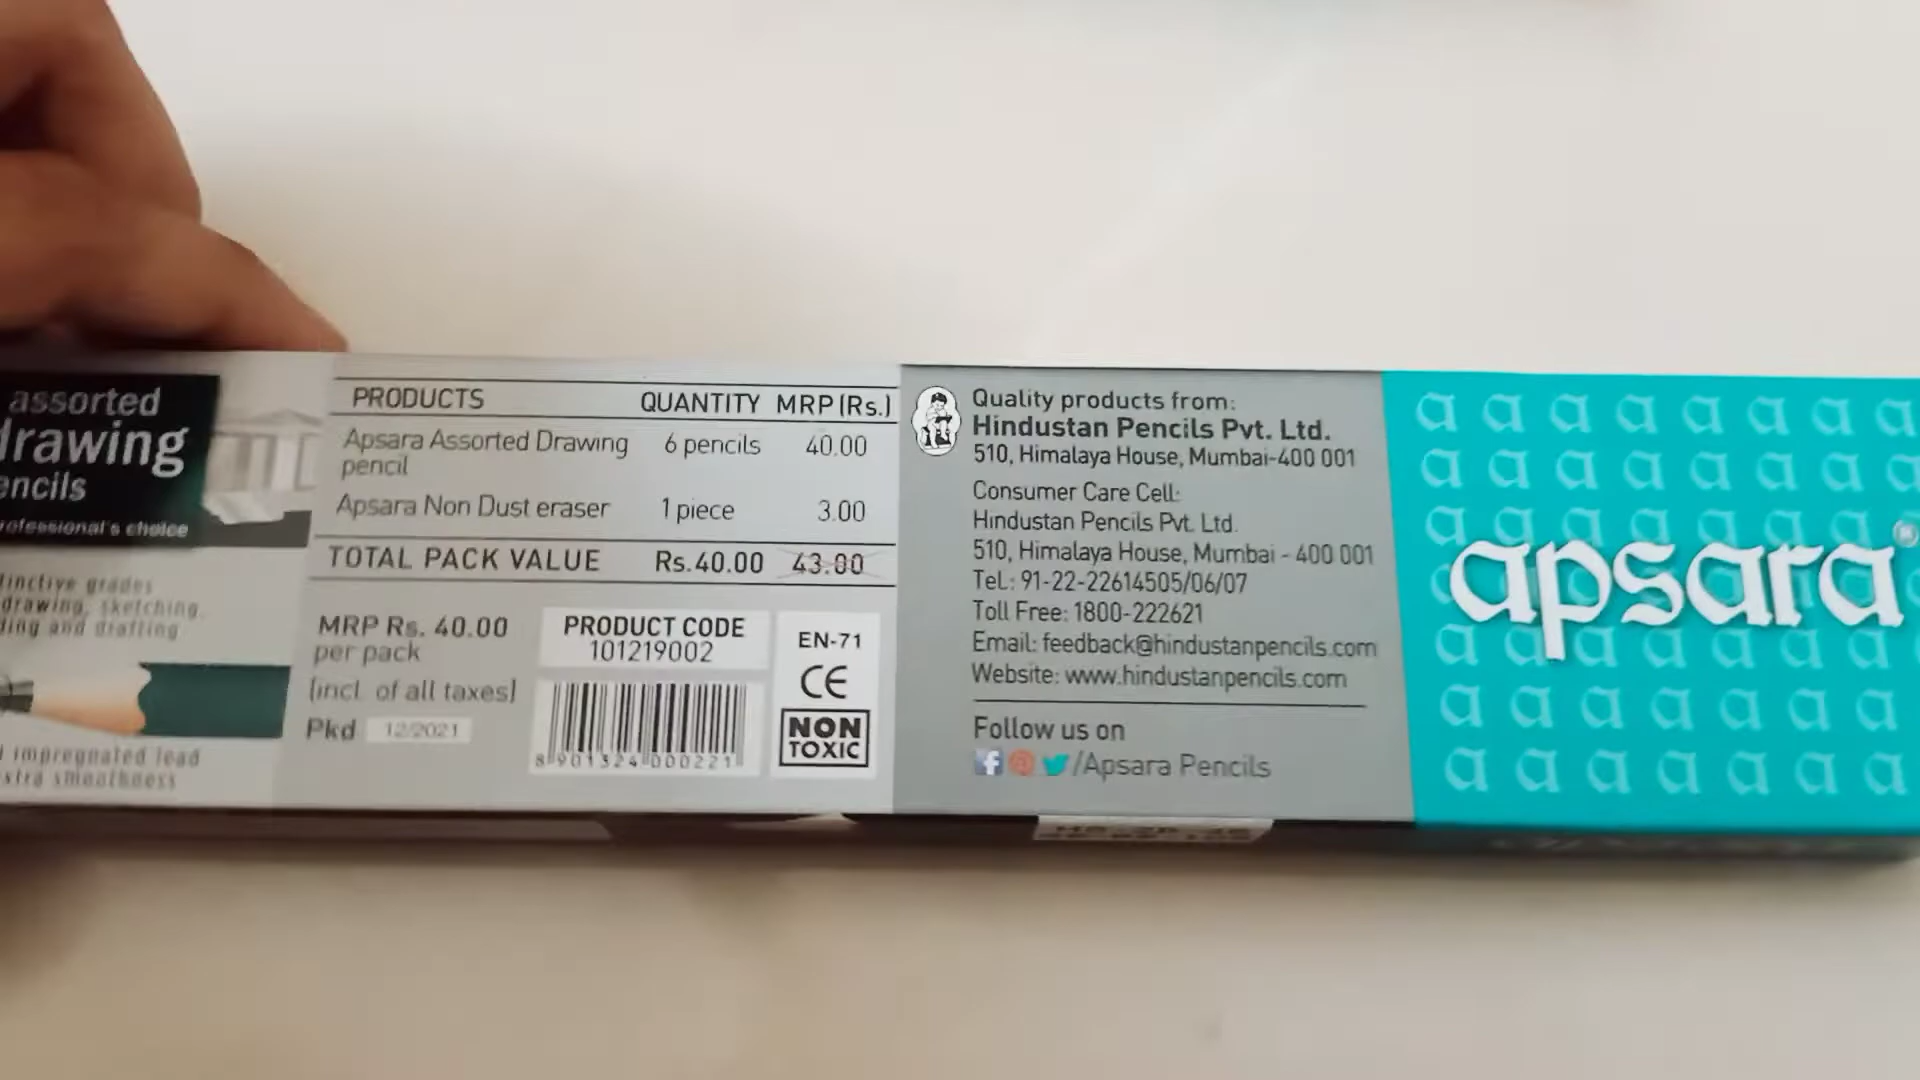 assorted
drawing
pencils
professional's choice
distinctive grades
drawing, sketching,
ding and drafting
impregnated lead
extra smoothness
PRODUCTS QUANTITY MRP (Rs.)
Apsara Assorted Drawing 6 pencils 40.00
pencil
Apsara Non Dust eraser 1 piece 3.00
TOTAL PACK VALUE Rs.40.00 43.00
MRP Rs. 40.00
per pack
(incl. of all taxes)
Pkd 12/2021
PRODUCT CODE
101219002
8 901324 000221
EN-71
CE
NON
TOXIC
Quality products from:
Hindustan Pencils Pvt. Ltd.
510, Himalaya House, Mumbai-400 001
Consumer Care Cell:
Hindustan Pencils Pvt. Ltd.
510, Himalaya House, Mumbai - 400 001
Tel.: 91-22-22614505/06/07
Toll Free: 1800-222621
Email: feedback@hindustanpencils.com
Website: www.hindustanpencils.com
Follow us on
/Apsara Pencils
apsara